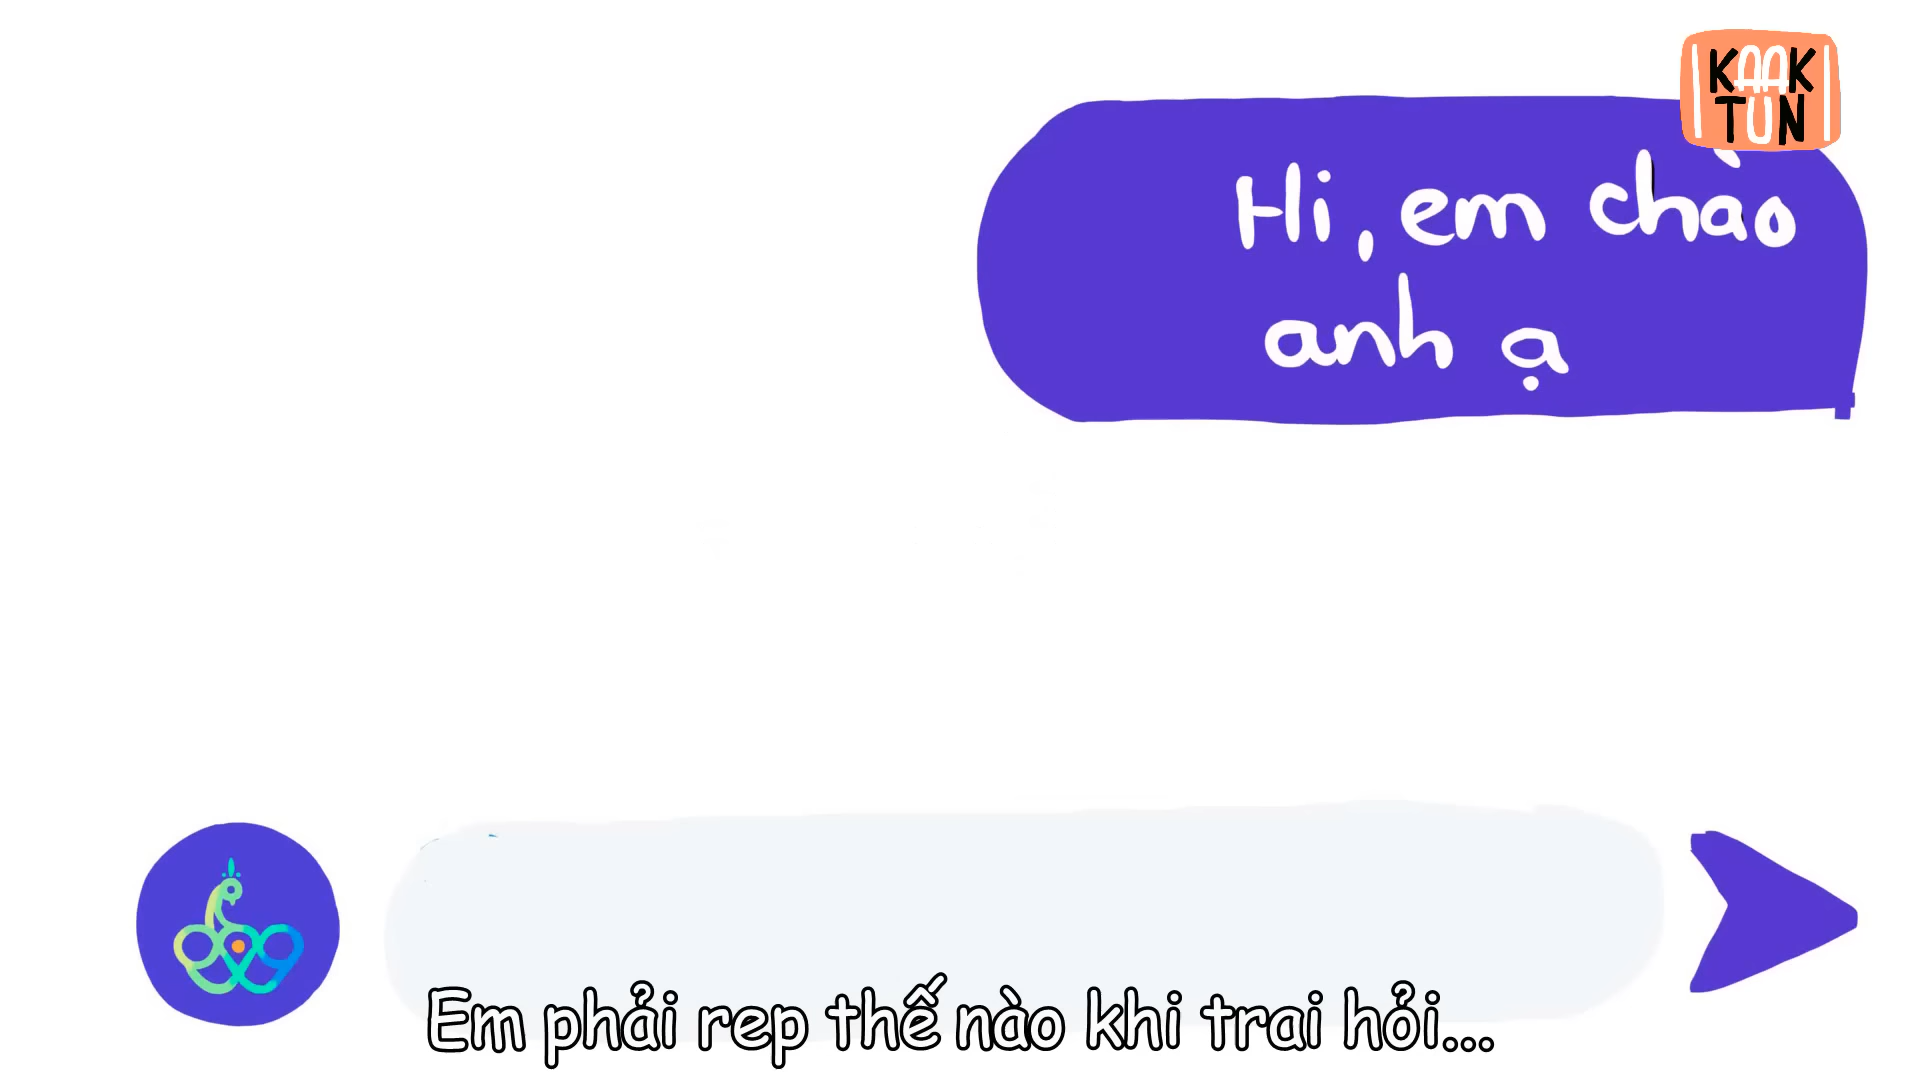 KAAK
TUN
Hi, em chào
anh ạ
Em phải rep thế nào khi trai hỏi...